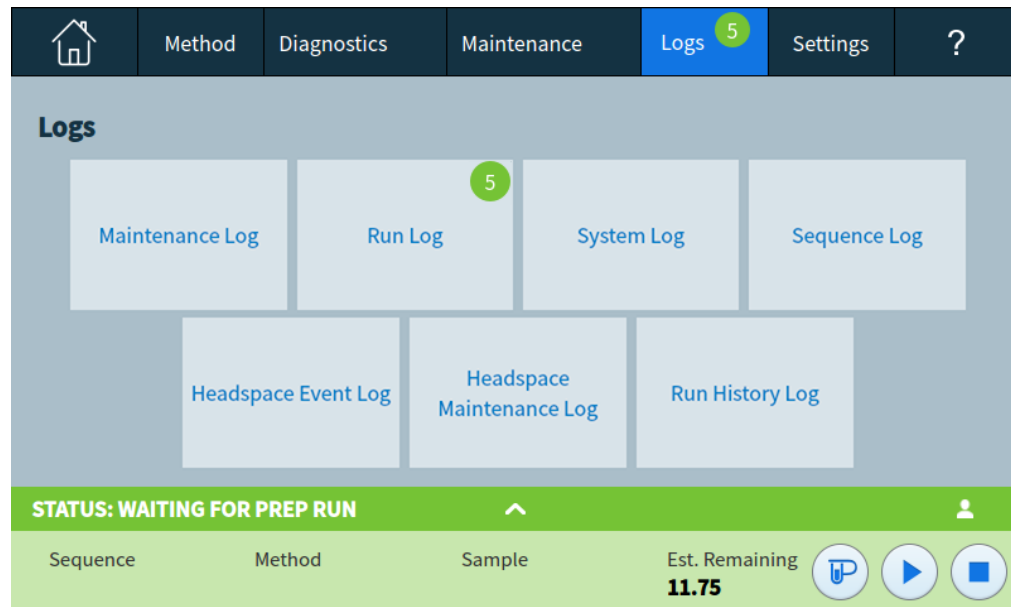 Method Diagnostics Maintenance Logs 5 Settings ?
Logs
5
Maintenance Log Run Log System Log Sequence Log
Headspace Event Log Headspace Maintenance Log Run History Log
STATUS: WAITING FOR PREP RUN
Sequence Method Sample Est. Remaining
11.75